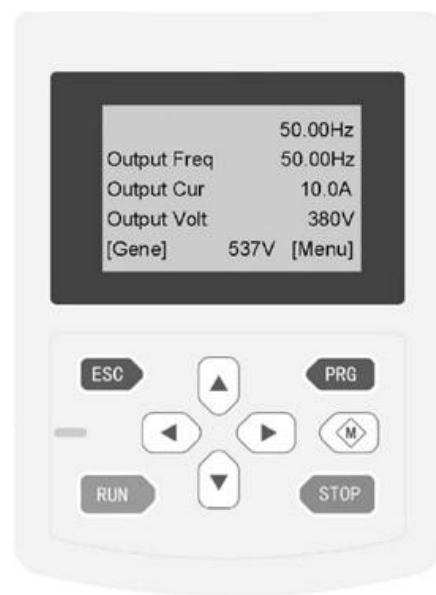 50.00Hz
Output Freq 50.00Hz
Output Cur 10.0A
Output Volt 380V
[Gene] 537V [Menu]
ESC PRG
M
RUN STOP